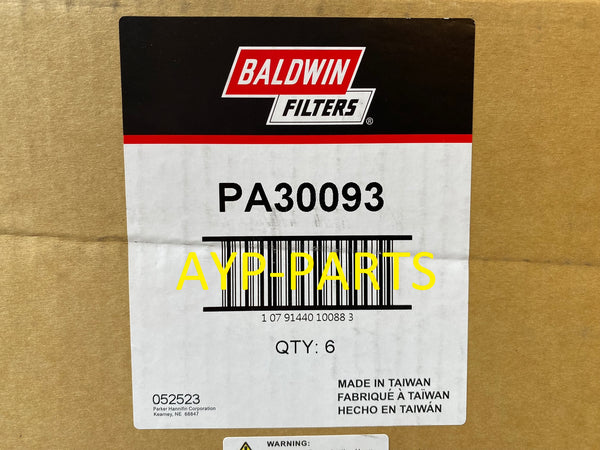 BALDWIN
FILTERS®
PA30093
AYP-PARTS
1 07 91440 10088 3
QTY: 6
052523
Parker Hannifin Corporation
Kearney, NE 68847
MADE IN TAIWAN
FABRIQUÉ À TAÏWAN
HECHO EN TAIWÁN
WARNING: